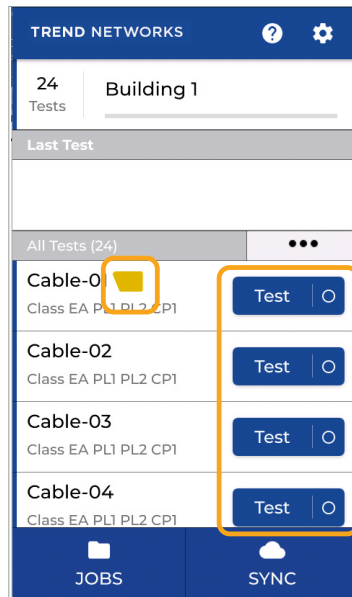 TREND NETWORKS
24
Tests
Building 1
Last Test
All Tests (24)
Cable-01
Class EA PL1 PL2 CP1
Test
Cable-02
Class EA PL1 PL2 CP1
Test
Cable-03
Class EA PL1 PL2 CP1
Test
Cable-04
Class EA PL1 PL2 CP1
Test
JOBS
SYNC